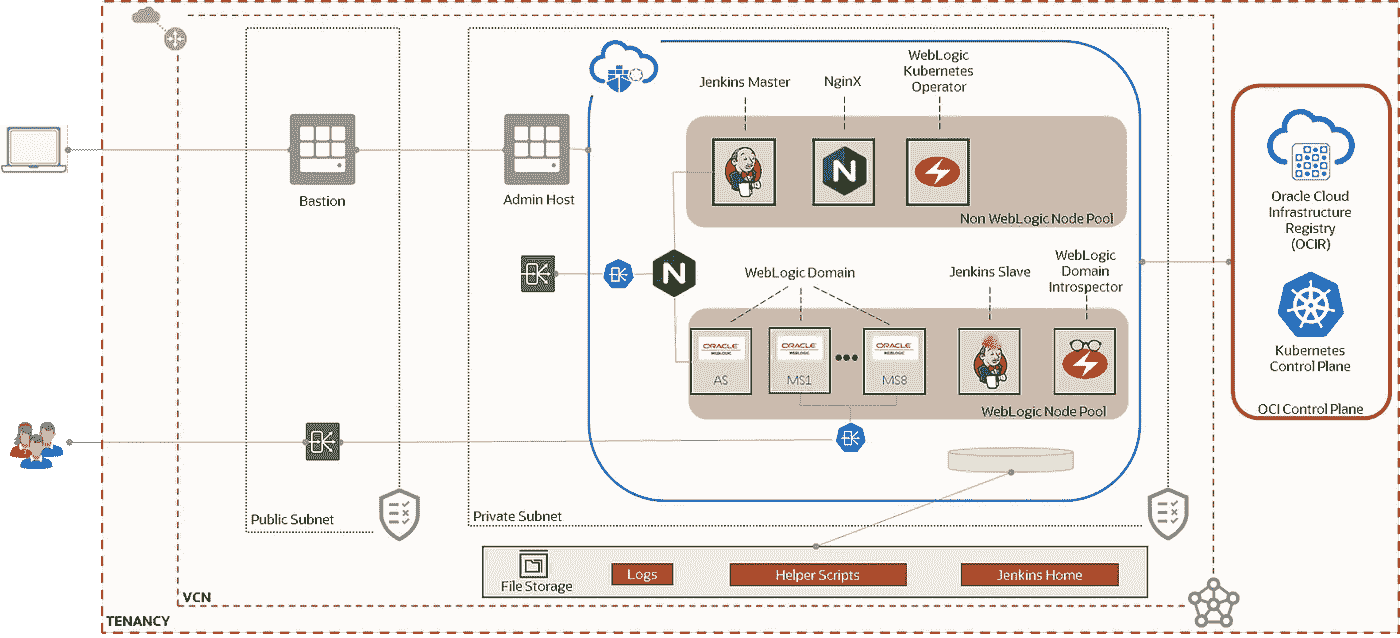 WebLogic
Kubernetes
Operator
Jenkins Master
NginX
N
Non WebLogic Node Pool
Bastion
Admin Host
Oracle Cloud
Infrastructure
Registry
(OCIR)
N
WebLogic Domain
Jenkins Slave
WebLogic
Domain
Introspector
ORACLE
WEBLOGIC
AS
ORACLE
WEBLOGIC
MS1
ORACLE
WEBLOGIC
MS8
WebLogic Node Pool
Kubernetes
Control Plane
OCI Control Plane
Public Subnet
Private Subnet
File Storage
Logs
Helper Scripts
Jenkins Home
VCN
TENANCY